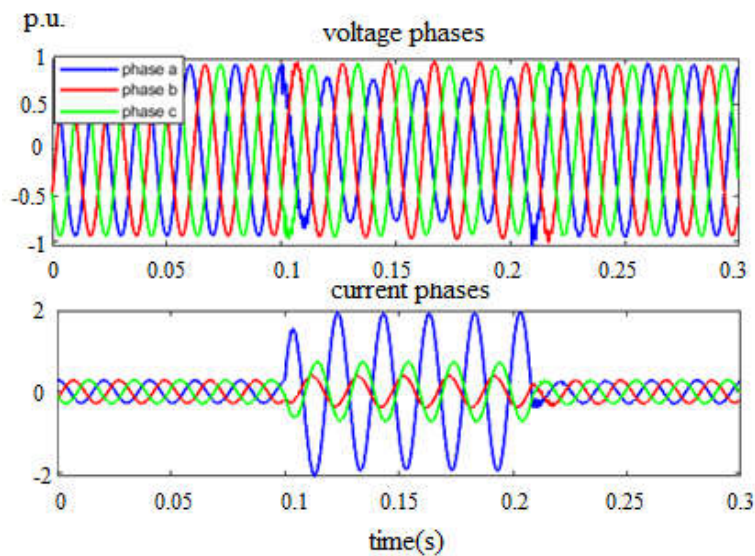 p.u.
voltage phases
1
phase a
phase b
phase c
0.5
0
-0.5
-1
0 0.05 0.1 0.15 0.2 0.25 0.3
current phases
2
0
-2
0 0.05 0.1 0.15 0.2 0.25 0.3
time(s)